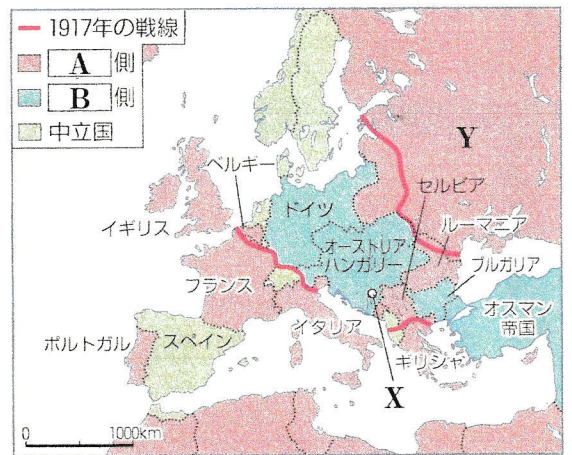 1917年の戦線
A 側
B 側
中立国
Y
ベルギー
セルビア
ドイツ
ルーマニア
イギリス
オーストリア
ハンガリー
ブルガリア
フランス
オスマン
帝国
イタリア
ポルトガル
スペイン
ギリシャ
X
0 1000km